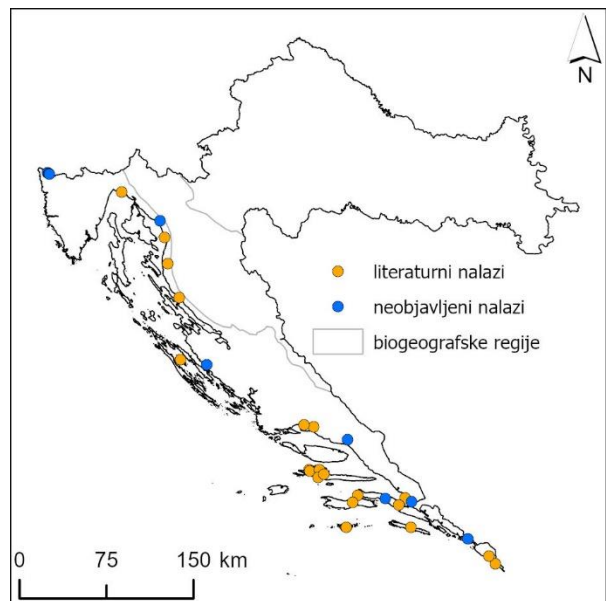 N
literaturni nalazi
neobjavljeni nalazi
biogeografske regije
0 75 150 km